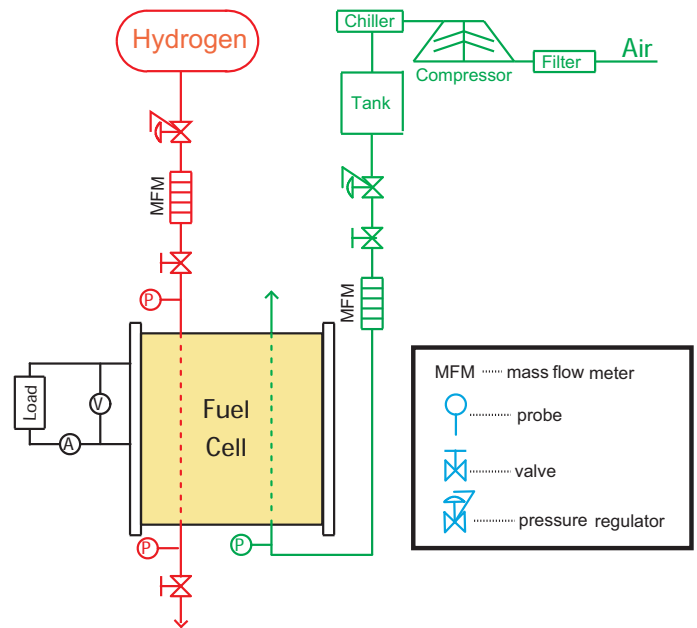 Hydrogen
Chiller
Compressor
Filter
Air
Tank
MFM
MFM
P
Load
V
A
Fuel
Cell
P
P
MFM ...... mass flow meter
probe
valve
pressure regulator